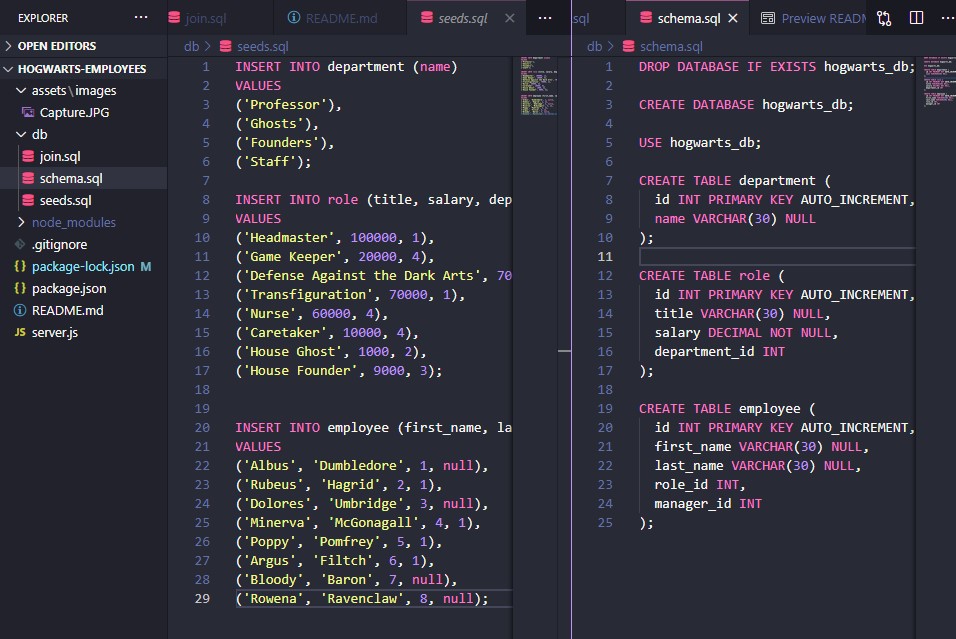 EXPLORER ···
OPEN EDITORS
HOGWARTS-EMPLOYEES
assets\images
Capture.JPG
db
join.sql
schema.sql
seeds.sql
node_modules
.gitignore
package-lock.json M
package.json
README.md
JS server.js
join.sql README.md seeds.sql ···
db > seeds.sql
1 INSERT INTO department (name)
2 VALUES
3 ('Professor'),
4 ('Ghosts'),
5 ('Founders'),
6 ('Staff');
7
8 INSERT INTO role (title, salary, dep
9 VALUES
10 ('Headmaster', 100000, 1),
11 ('Game Keeper', 20000, 4),
12 ('Defense Against the Dark Arts', 70
13 ('Transfiguration', 70000, 1),
14 ('Nurse', 60000, 4),
15 ('Caretaker', 10000, 4),
16 ('House Ghost', 1000, 2),
17 ('House Founder', 9000, 3);
18
19
20 INSERT INTO employee (first_name, la
21 VALUES
22 ('Albus', 'Dumbledore', 1, null),
23 ('Rubeus', 'Hagrid', 2, 1),
24 ('Dolores', 'Umbridge', 3, null),
25 ('Minerva', 'McGonagall', 4, 1),
26 ('Poppy', 'Pomfrey', 5, 1),
27 ('Argus', 'Filtch', 6, 1),
28 ('Bloody', 'Baron', 7, null),
29 ('Rowena', 'Ravenclaw', 8, null);
sql schema.sql Preview READM ···
db > schema.sql
1 DROP DATABASE IF EXISTS hogwarts_db;
2
3 CREATE DATABASE hogwarts_db;
4
5 USE hogwarts_db;
6
7 CREATE TABLE department (
8 id INT PRIMARY KEY AUTO_INCREMENT,
9 name VARCHAR(30) NULL
10 );
11
12 CREATE TABLE role (
13 id INT PRIMARY KEY AUTO_INCREMENT,
14 title VARCHAR(30) NULL,
15 salary DECIMAL NOT NULL,
16 department_id INT
17 );
18
19 CREATE TABLE employee (
20 id INT PRIMARY KEY AUTO_INCREMENT,
21 first_name VARCHAR(30) NULL,
22 last_name VARCHAR(30) NULL,
23 role_id INT,
24 manager_id INT
25 );